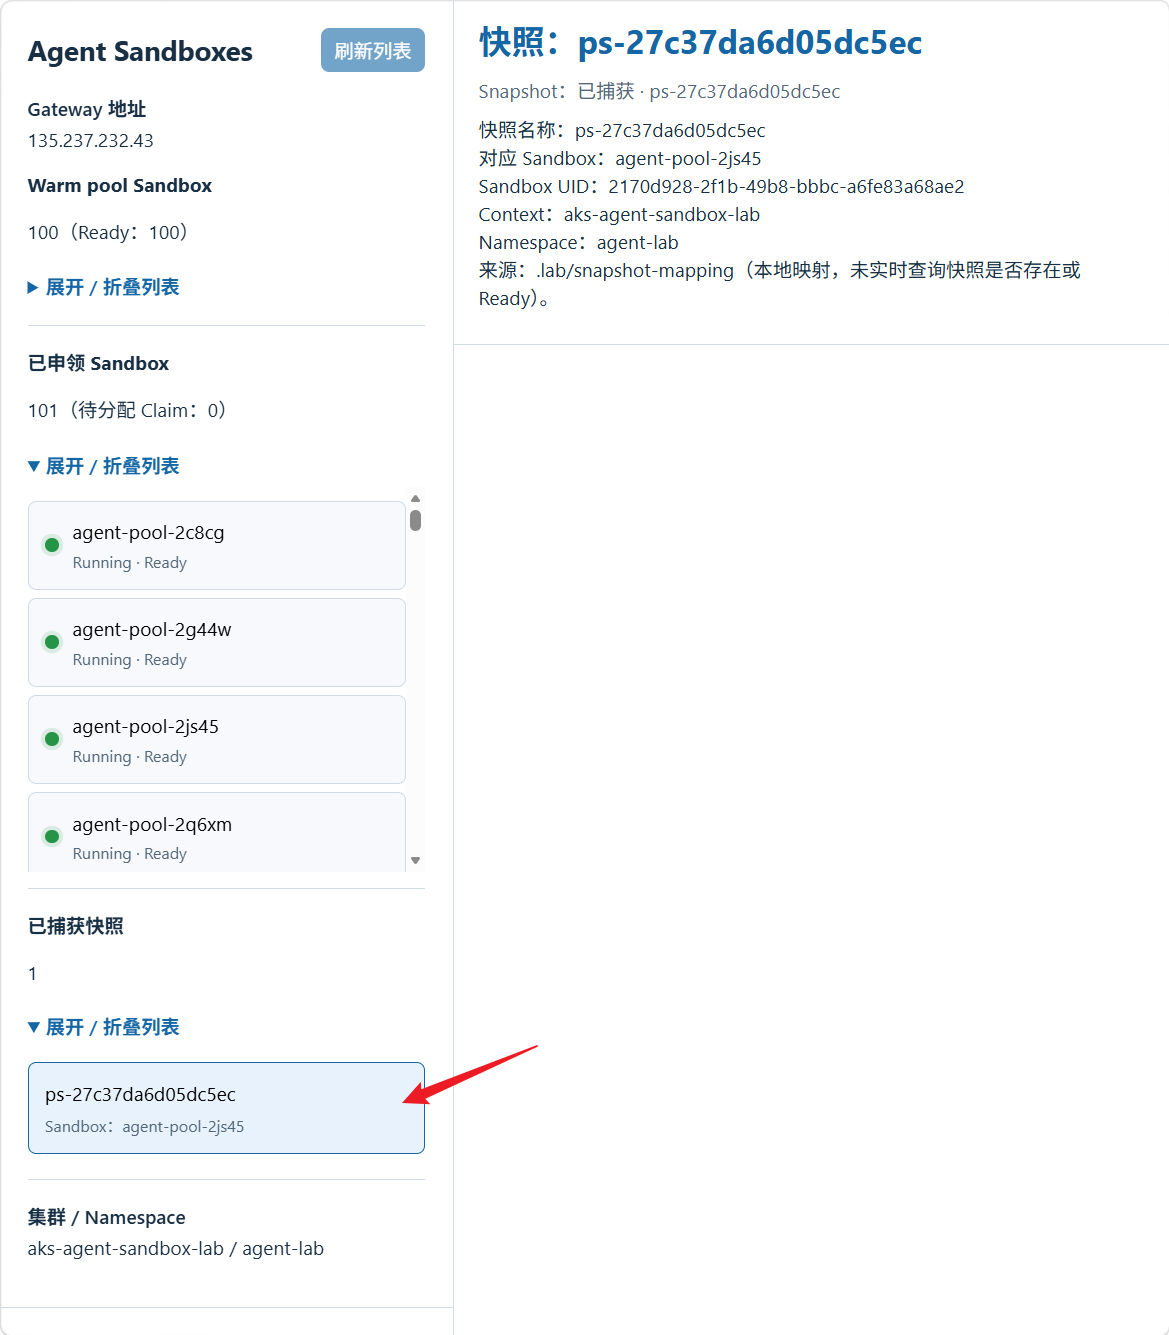 Agent Sandboxes
刷新列表
Gateway 地址
135.237.232.43
Warm pool Sandbox
100（Ready：100）
展开 / 折叠列表
已申领 Sandbox
101（待分配 Claim：0）
展开 / 折叠列表
agent-pool-2c8cg
Running · Ready
agent-pool-2g44w
Running · Ready
agent-pool-2js45
Running · Ready
agent-pool-2q6xm
Running · Ready
已捕获快照
1
展开 / 折叠列表
ps-27c37da6d05dc5ec
Sandbox：agent-pool-2js45
集群 / Namespace
aks-agent-sandbox-lab / agent-lab
快照：ps-27c37da6d05dc5ec
Snapshot：已捕获 · ps-27c37da6d05dc5ec
快照名称：ps-27c37da6d05dc5ec
对应 Sandbox：agent-pool-2js45
Sandbox UID：2170d928-2f1b-49b8-bbbc-a6fe83a68ae2
Context：aks-agent-sandbox-lab
Namespace：agent-lab
来源：.lab/snapshot-mapping（本地映射，未实时查询快照是否存在或
Ready）。